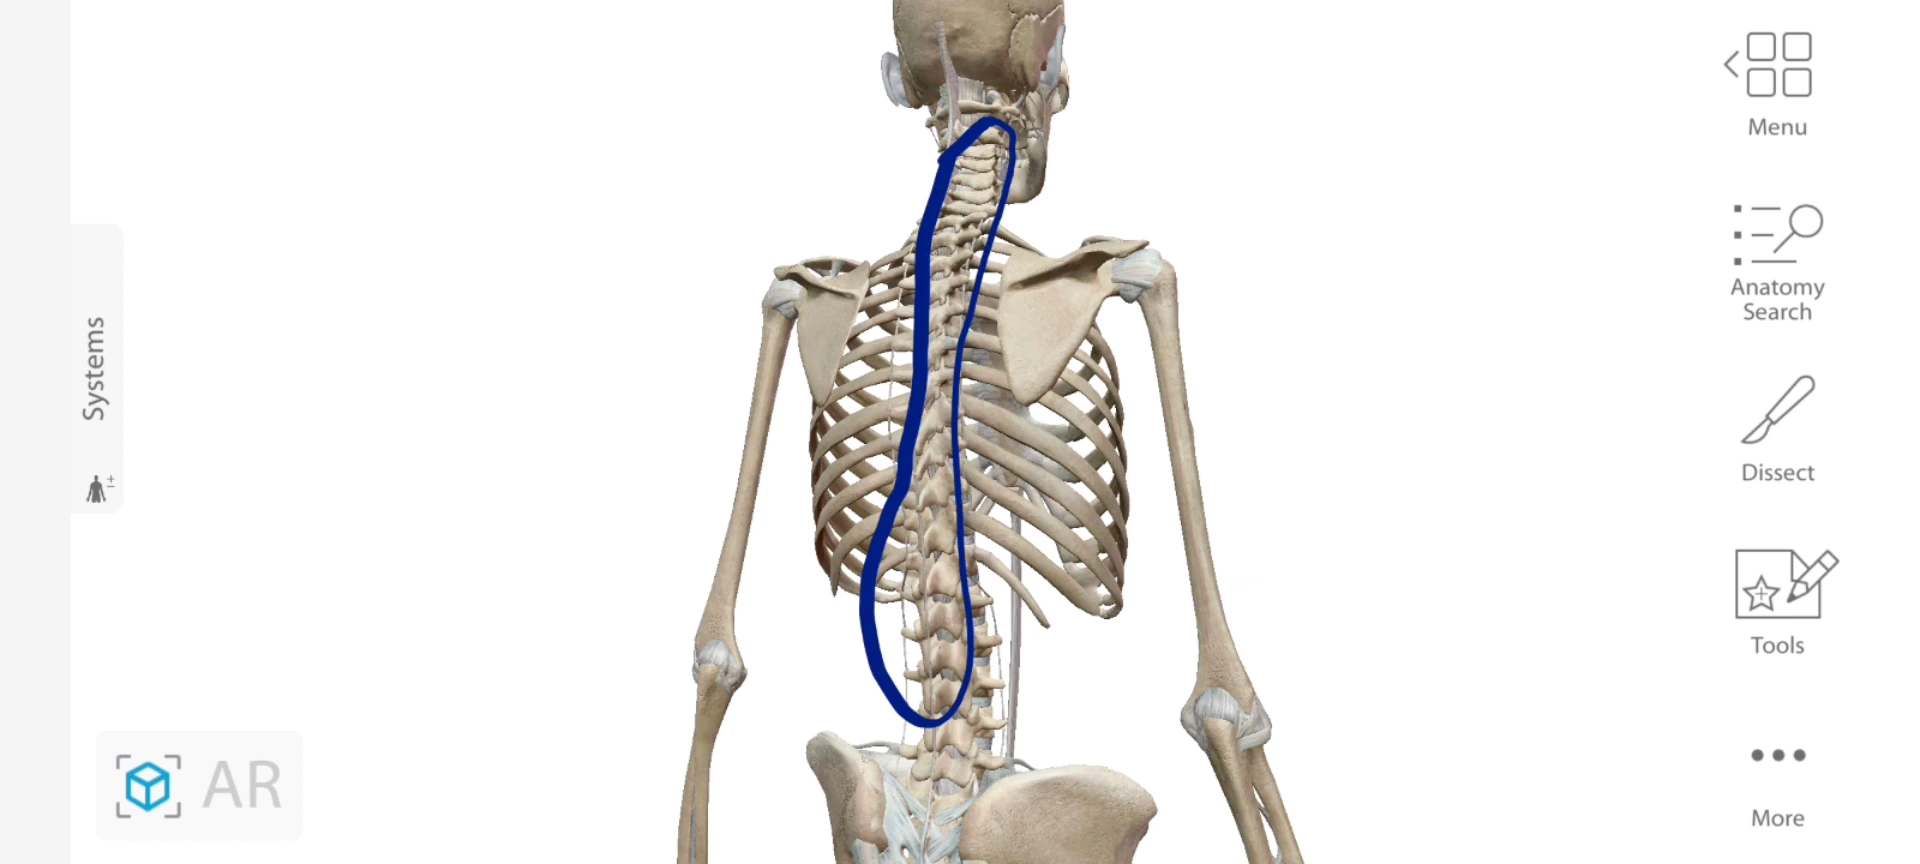 Systems
AR
Menu
Anatomy
Search
Dissect
Tools
More